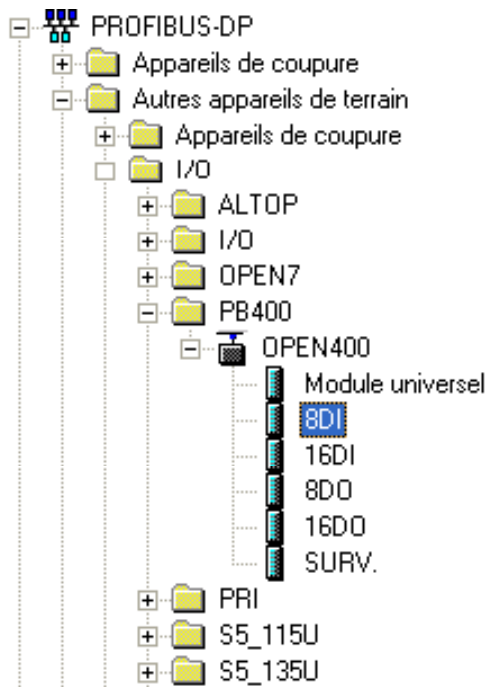 PROFIBUS-DP
Appareils de coupure
Autres appareils de terrain
Appareils de coupure
I/O
ALTOP
I/O
OPEN7
PB400
OPEN400
Module universel
8DI
16DI
8DO
16DO
SURV.
PRI
S5_115U
S5_135U